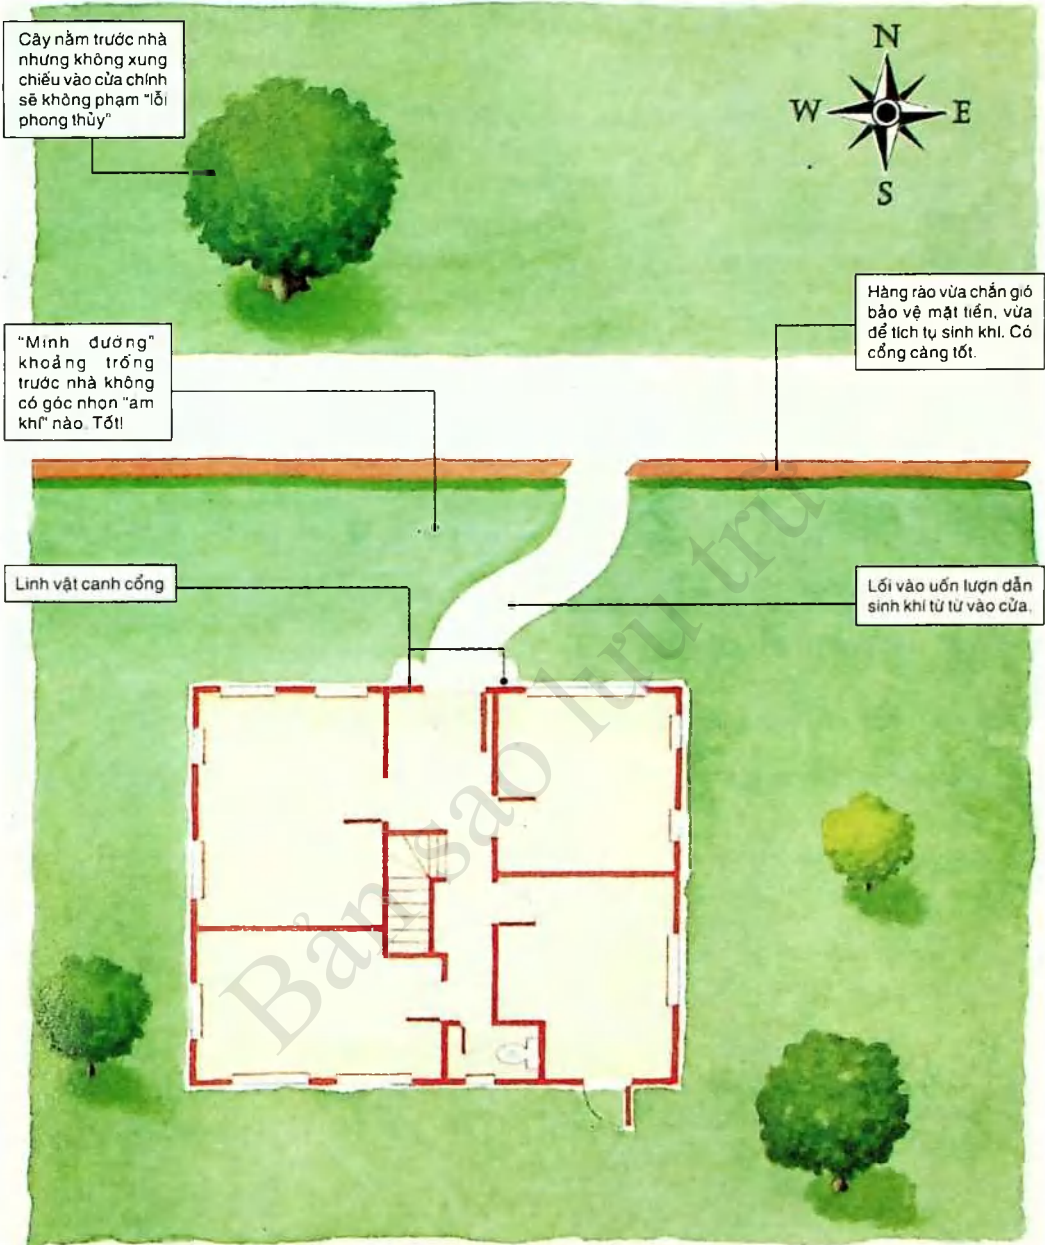 Cây nằm trước nhà
nhưng không xung
chiếu vào cửa chính
sẽ không phạm "lỗi
phong thủy"
N
W
E
S
Hàng rào vừa chắn gió
bảo vệ mặt tiền, vừa
để tích tụ sinh khí. Có
cổng càng tốt.
"Minh đường"
khoảng trống
trước nhà không
có góc nhọn "am
khí" nào. Tốt!
Linh vật canh cổng
Lối vào uốn lượn dẫn
sinh khí từ từ vào cửa.
Bản sao lưu trữ